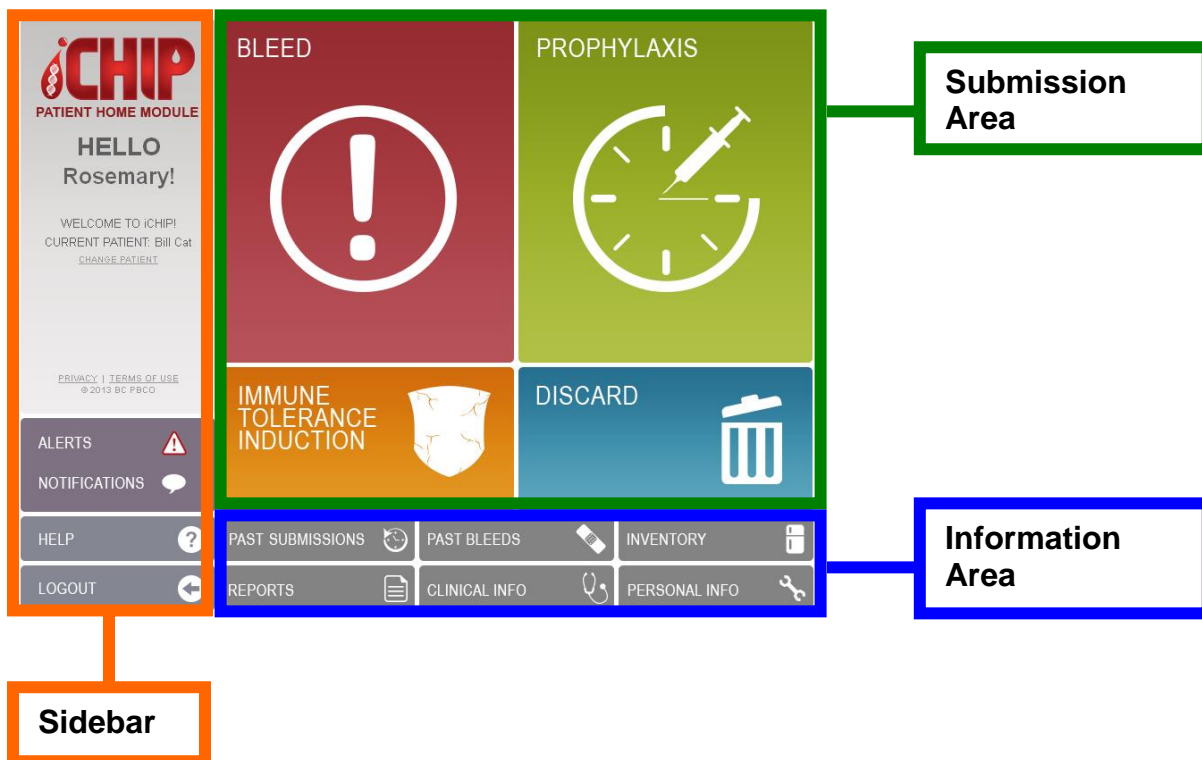 iCHIP
PATIENT HOME MODULE
HELLO
Rosemary!
WELCOME TO iCHIP!
CURRENT PATIENT: Bill Cat
CHANGE PATIENT
PRIVACY | TERMS OF USE
© 2013 BC PBCO
ALERTS
NOTIFICATIONS
HELP
?
LOGOUT
BLEED
!
PROPHYLAXIS
IMMUNE
TOLERANCE
INDUCTION
DISCARD
PAST SUBMISSIONS
PAST BLEEDS
INVENTORY
REPORTS
CLINICAL INFO
PERSONAL INFO
Submission
Area
Information
Area
Sidebar